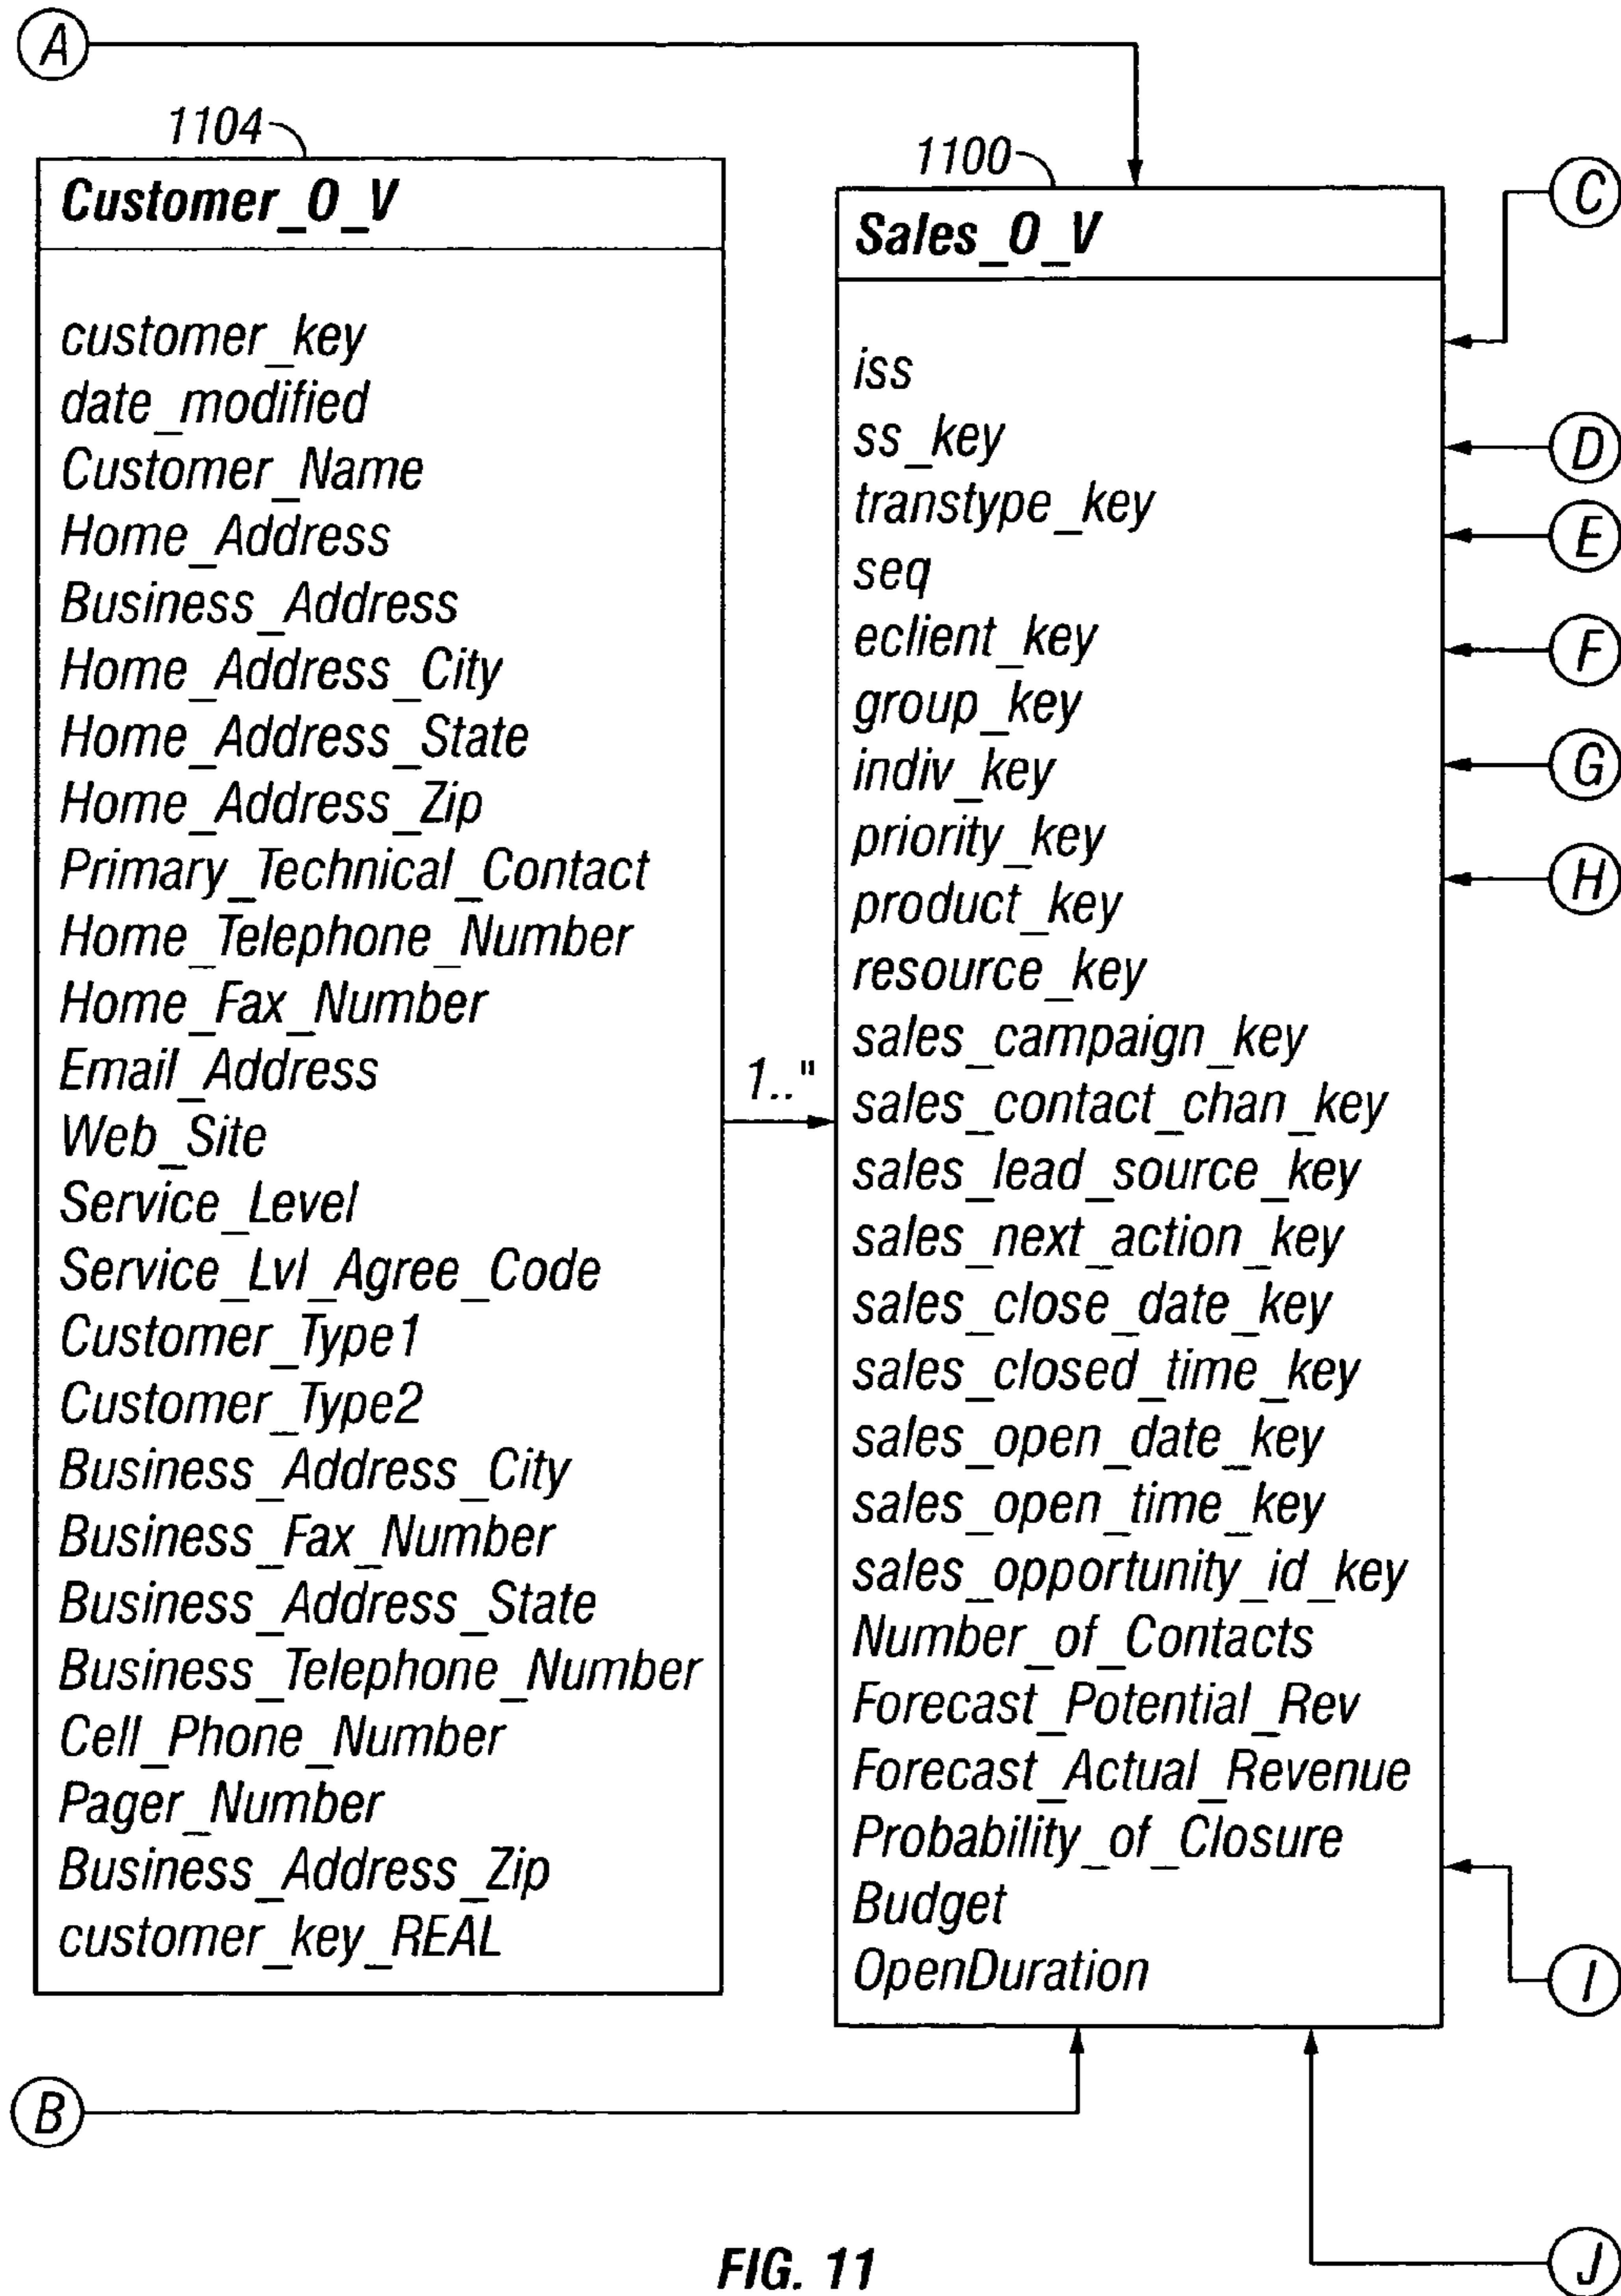 A
1104
Customer_O_V
customer_key
date_modified
Customer_Name
Home_Address
Business_Address
Home_Address_City
Home_Address_State
Home_Address_Zip
Primary_Technical_Contact
Home_Telephone_Number
Home_Fax_Number
Email_Address
Web_Site
Service_Level
Service_Lvl_Agree_Code
Customer_Type1
Customer_Type2
Business_Address_City
Business_Fax_Number
Business_Address_State
Business_Telephone_Number
Cell_Phone_Number
Pager_Number
Business_Address_Zip
customer_key_REAL
1.."
1100
Sales_O_V
iss
ss_key
transtype_key
seq
eclient_key
group_key
indiv_key
priority_key
product_key
resource_key
sales_campaign_key
sales_contact_chan_key
sales_lead_source_key
sales_next_action_key
sales_close_date_key
sales_closed_time_key
sales_open_date_key
sales_open_time_key
sales_opportunity_id_key
Number_of_Contacts
Forecast_Potential_Rev
Forecast_Actual_Revenue
Probability_of_Closure
Budget
OpenDuration
C
D
E
F
G
H
I
B
J
FIG. 11